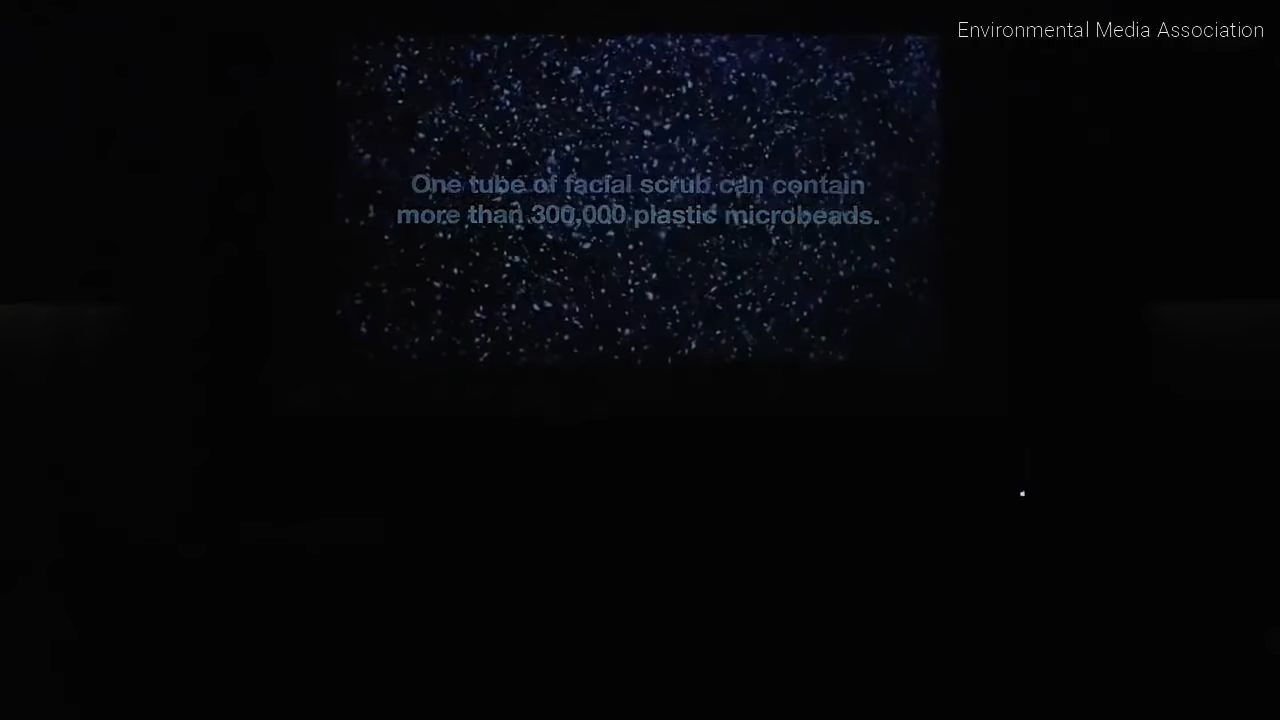 Environmental Media Association
One tube of facial scrub can contain
more than 300,000 plastic microbeads.